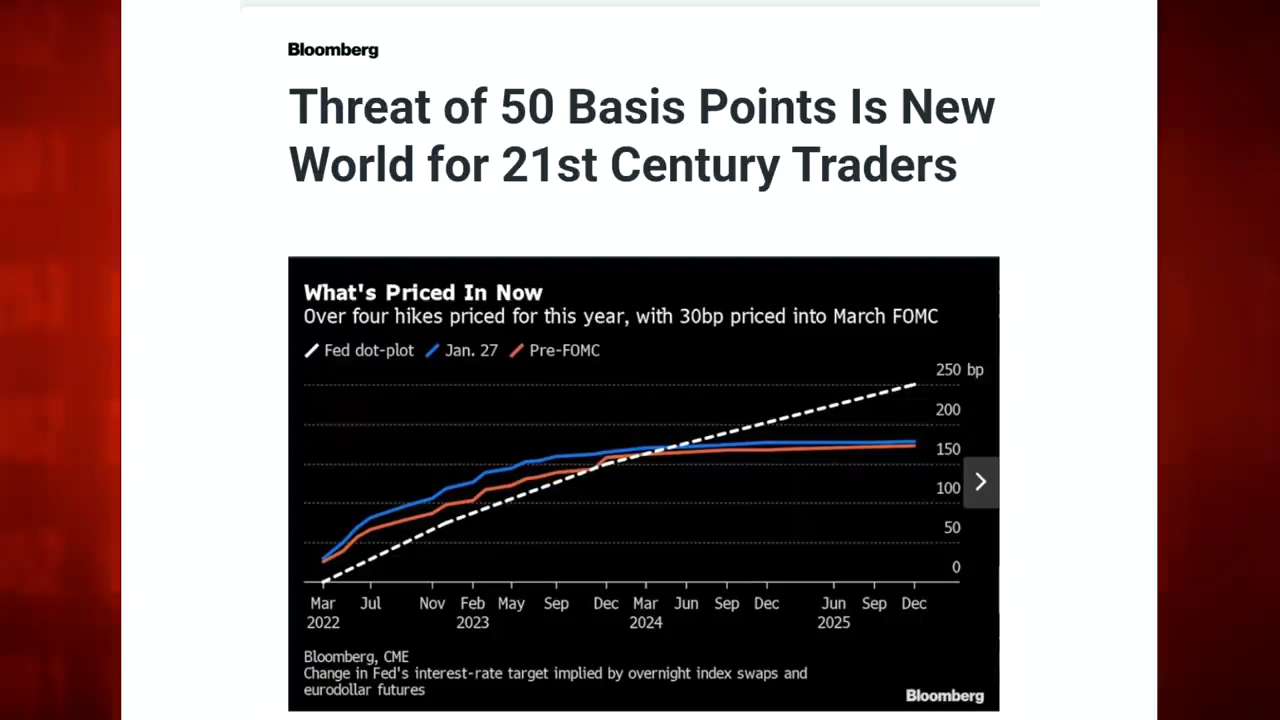 Bloomberg
Threat of 50 Basis Points Is New
World for 21st Century Traders
What's Priced In Now
Over four hikes priced for this year, with 30bp priced into March FOMC
Fed dot-plot Jan. 27 Pre-FOMC
250 bp
200
150
100
50
0
Mar Jul Nov Feb May Sep Dec Mar Jun Sep Dec Jun Sep Dec
2022 2023 2024 2025
Bloomberg, CME
Change in Fed's interest-rate target implied by overnight index swaps and
eurodollar futures
Bloomberg